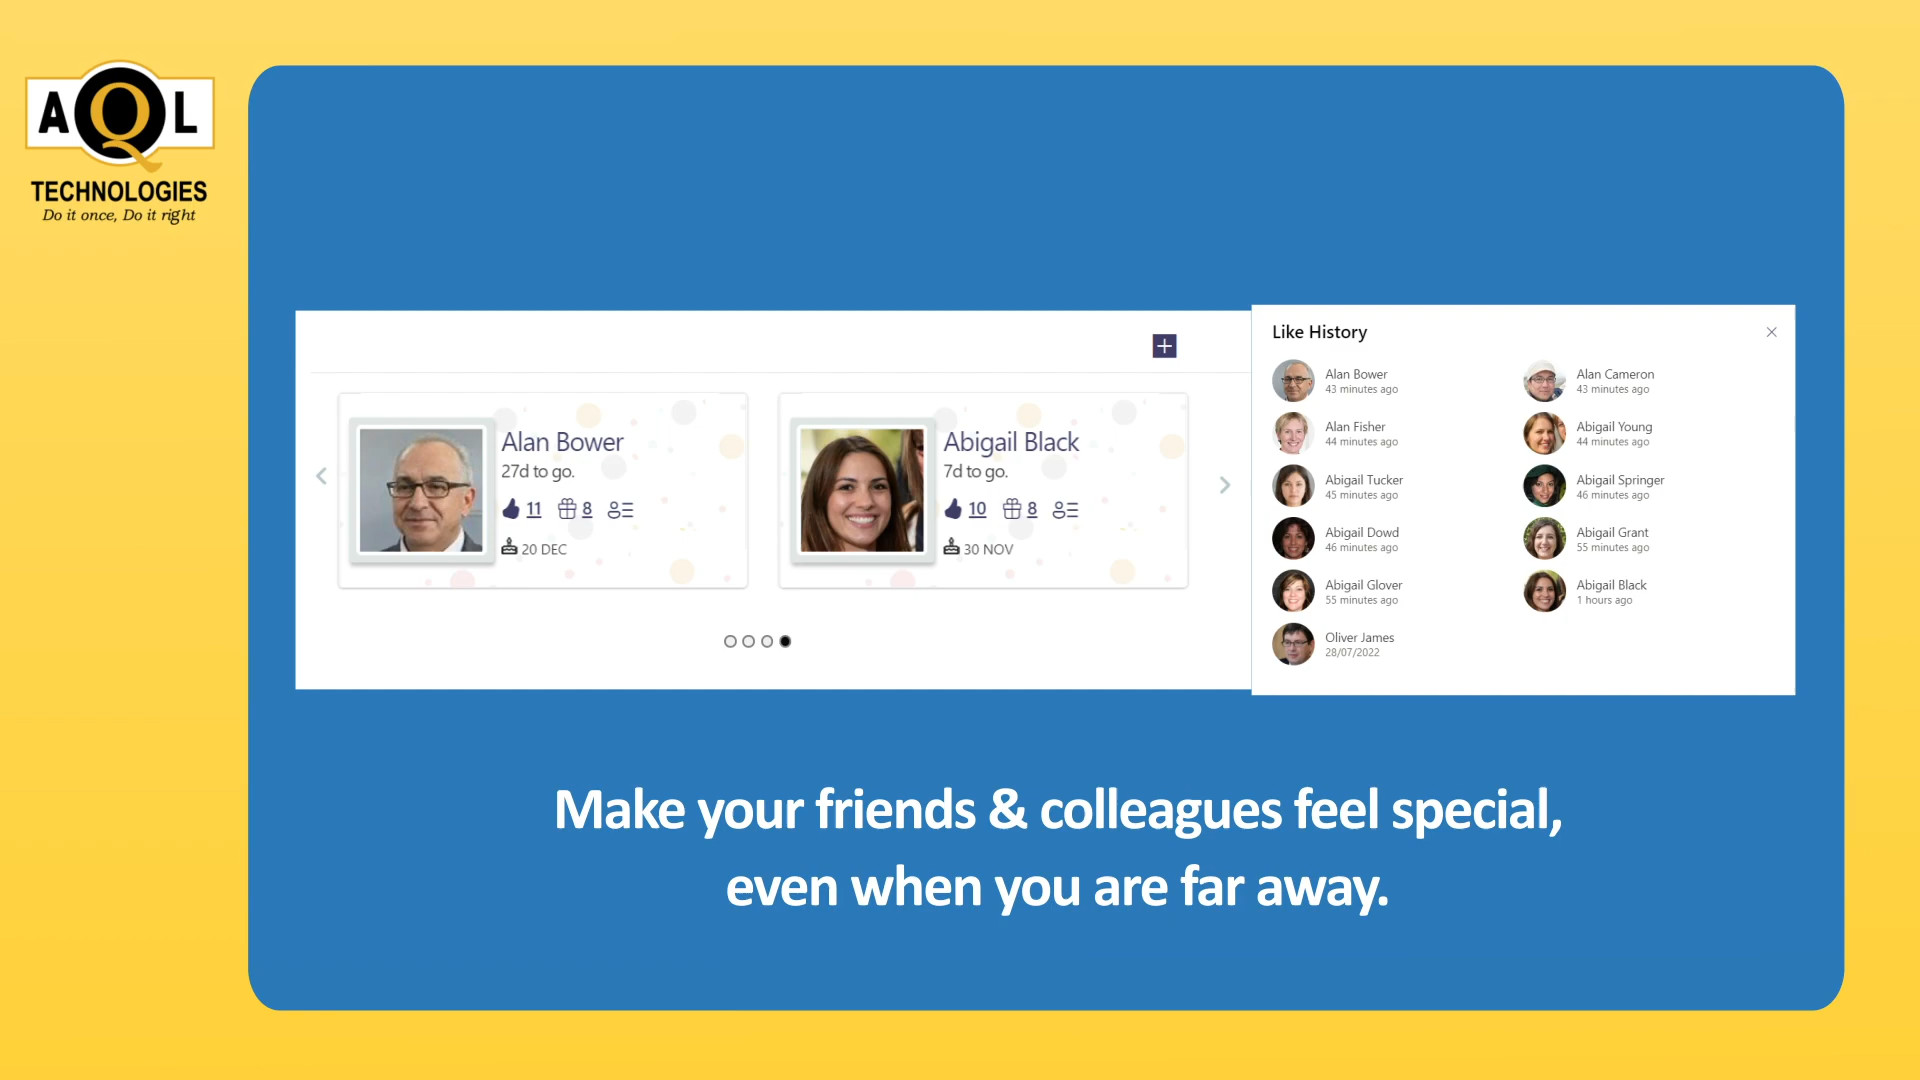 AQL
TECHNOLOGIES
Do it once, Do it right
Alan Bower
27d to go.
11 8
20 DEC
Abigail Black
7d to go.
10 8
30 NOV
Like History
Alan Bower
43 minutes ago
Alan Cameron
43 minutes ago
Alan Fisher
44 minutes ago
Abigail Young
44 minutes ago
Abigail Tucker
45 minutes ago
Abigail Springer
46 minutes ago
Abigail Dowd
46 minutes ago
Abigail Grant
55 minutes ago
Abigail Glover
55 minutes ago
Abigail Black
1 hours ago
Oliver James
28/07/2022
Make your friends & colleagues feel special,
even when you are far away.